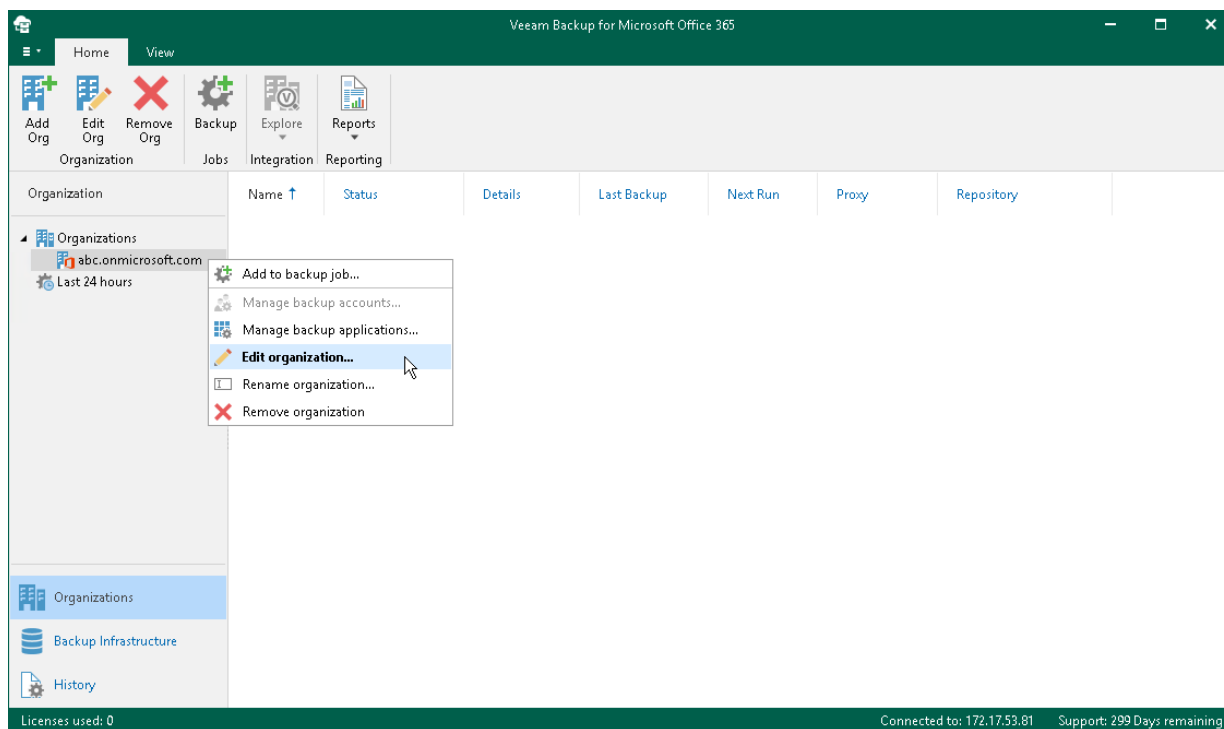 Veeam Backup for Microsoft Office 365
Home View
Add Org
Edit Org
Remove Org
Backup
Explore
Reports
Organization
Jobs
Integration
Reporting
Organization
Name Status Details Last Backup Next Run Proxy Repository
Organizations
abc.onmicrosoft.com
Last 24 hours
Add to backup job...
Manage backup accounts...
Manage backup applications...
Edit organization...
Rename organization...
Remove organization
Organizations
Backup Infrastructure
History
Licenses used: 0
Connected to: 172.17.53.81
Support: 299 Days remaining